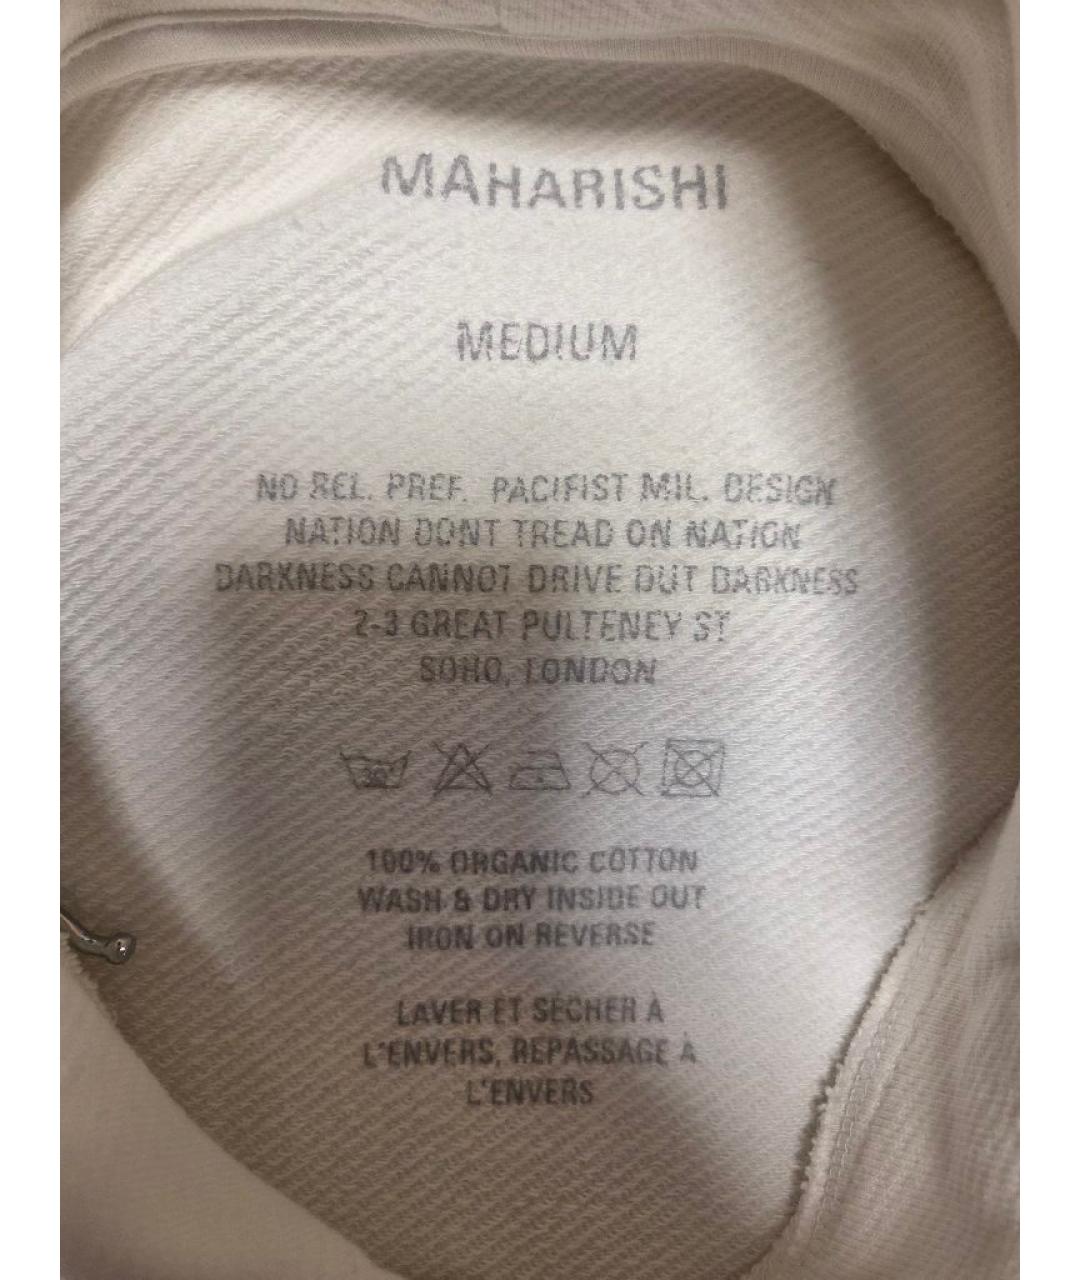 MAHARISHI
MEDIUM
NO REL. PREF. PACIFIST MIL. DESIGN
NATION DONT TREAD ON NATION
DARKNESS CANNOT DRIVE OUT DARKNESS
2-3 GREAT PULTENEY ST
SOHO, LONDON
30°
100% ORGANIC COTTON
WASH & DRY INSIDE OUT
IRON ON REVERSE
LAVER ET SÉCHER À
L'ENVERS, REPASSAGE À
L'ENVERS